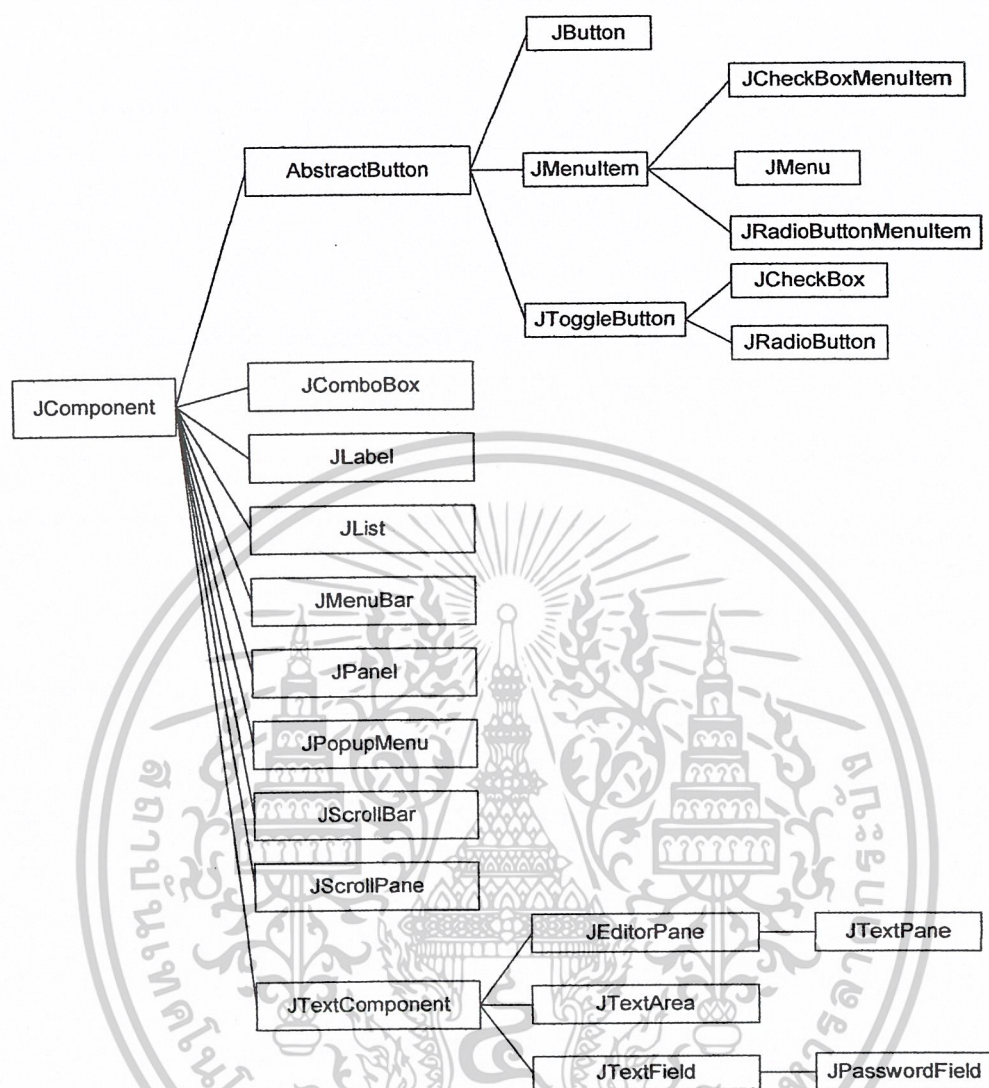 JButton
JCheckBoxMenuItem
AbstractButton
JMenuItem
JMenu
JRadioButtonMenuItem
JToggleButton
JCheckBox
JRadioButton
JComponent
JComboBox
JLabel
JList
JMenuBar
JPanel
JPopupMenu
JScrollBar
JScrollPane
JEditorPane
JTextPane
JTextComponent
JTextArea
JTextField
JPasswordField